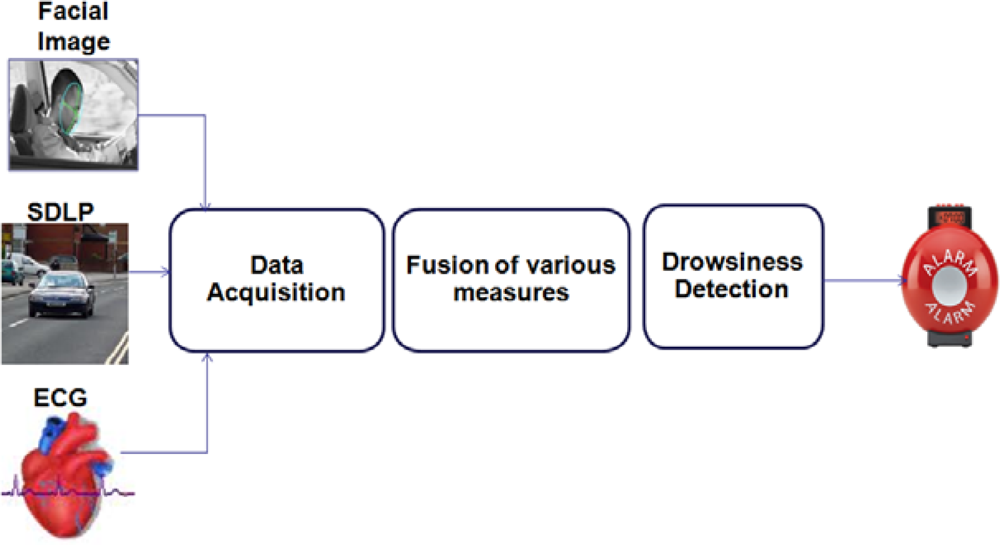 Facial
Image
SDLP
ECG
Data
Acquisition
Fusion of various
measures
Drowsiness
Detection
ALARM
ALARM